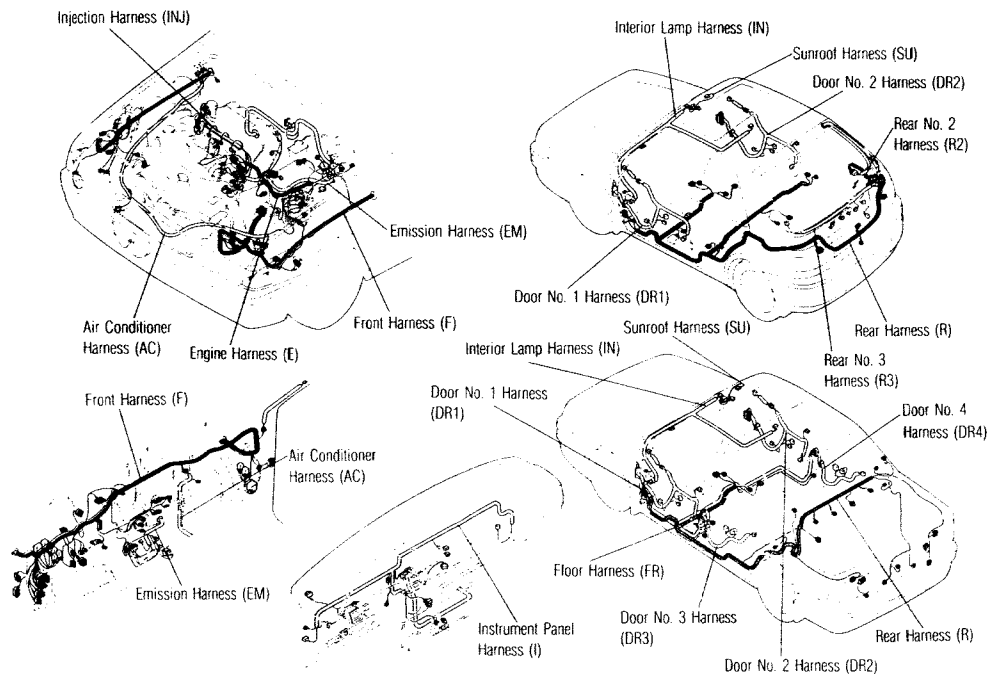 Injection Harness (INJ)
Emission Harness (EM)
Front Harness (F)
Engine Harness (E)
Air Conditioner
Harness (AC)
Interior Lamp Harness (IN)
Sunroof Harness (SU)
Door No. 2 Harness (DR2)
Rear No. 2
Harness (R2)
Door No. 1 Harness (DR1)
Rear Harness (R)
Rear No. 3
Harness (R3)
Front Harness (F)
Air Conditioner
Harness (AC)
Emission Harness (EM)
Instrument Panel
Harness (I)
Sunroof Harness (SU)
Interior Lamp Harness (IN)
Door No. 1 Harness
(DR1)
Door No. 4
Harness (DR4)
Floor Harness (FR)
Door No. 3 Harness
(DR3)
Rear Harness (R)
Door No. 2 Harness (DR2)